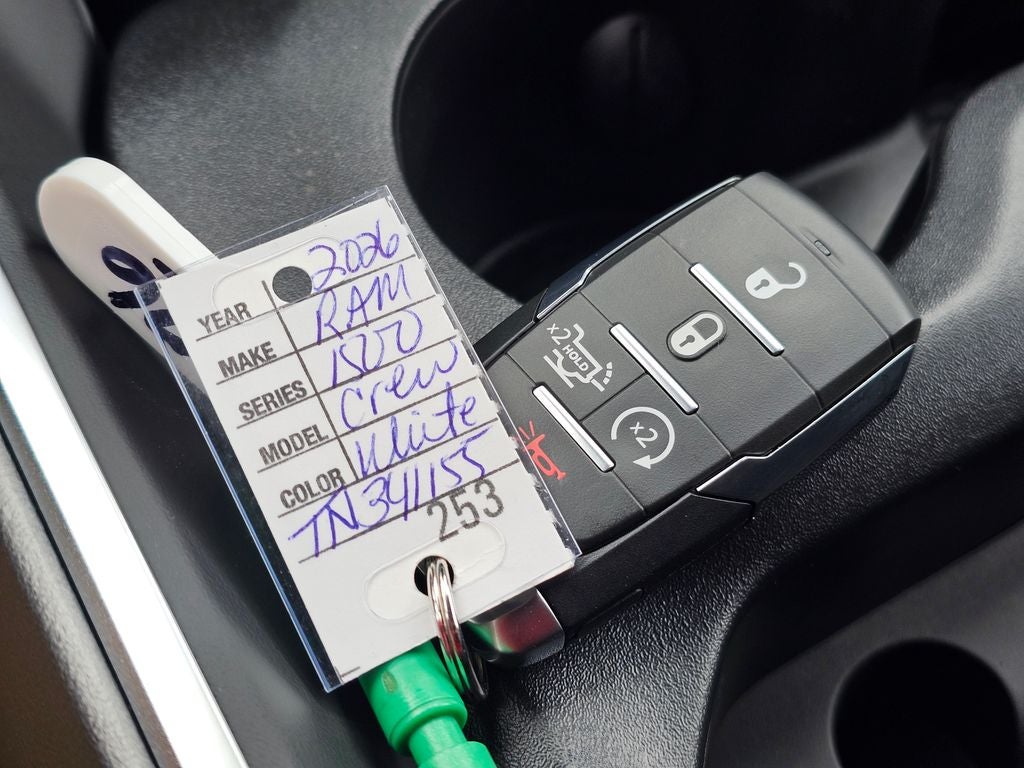 YEAR 2026
MAKE RAM
SERIES 1500
MODEL Crew
COLOR White
TN341155
253
x2
HOLD
x2